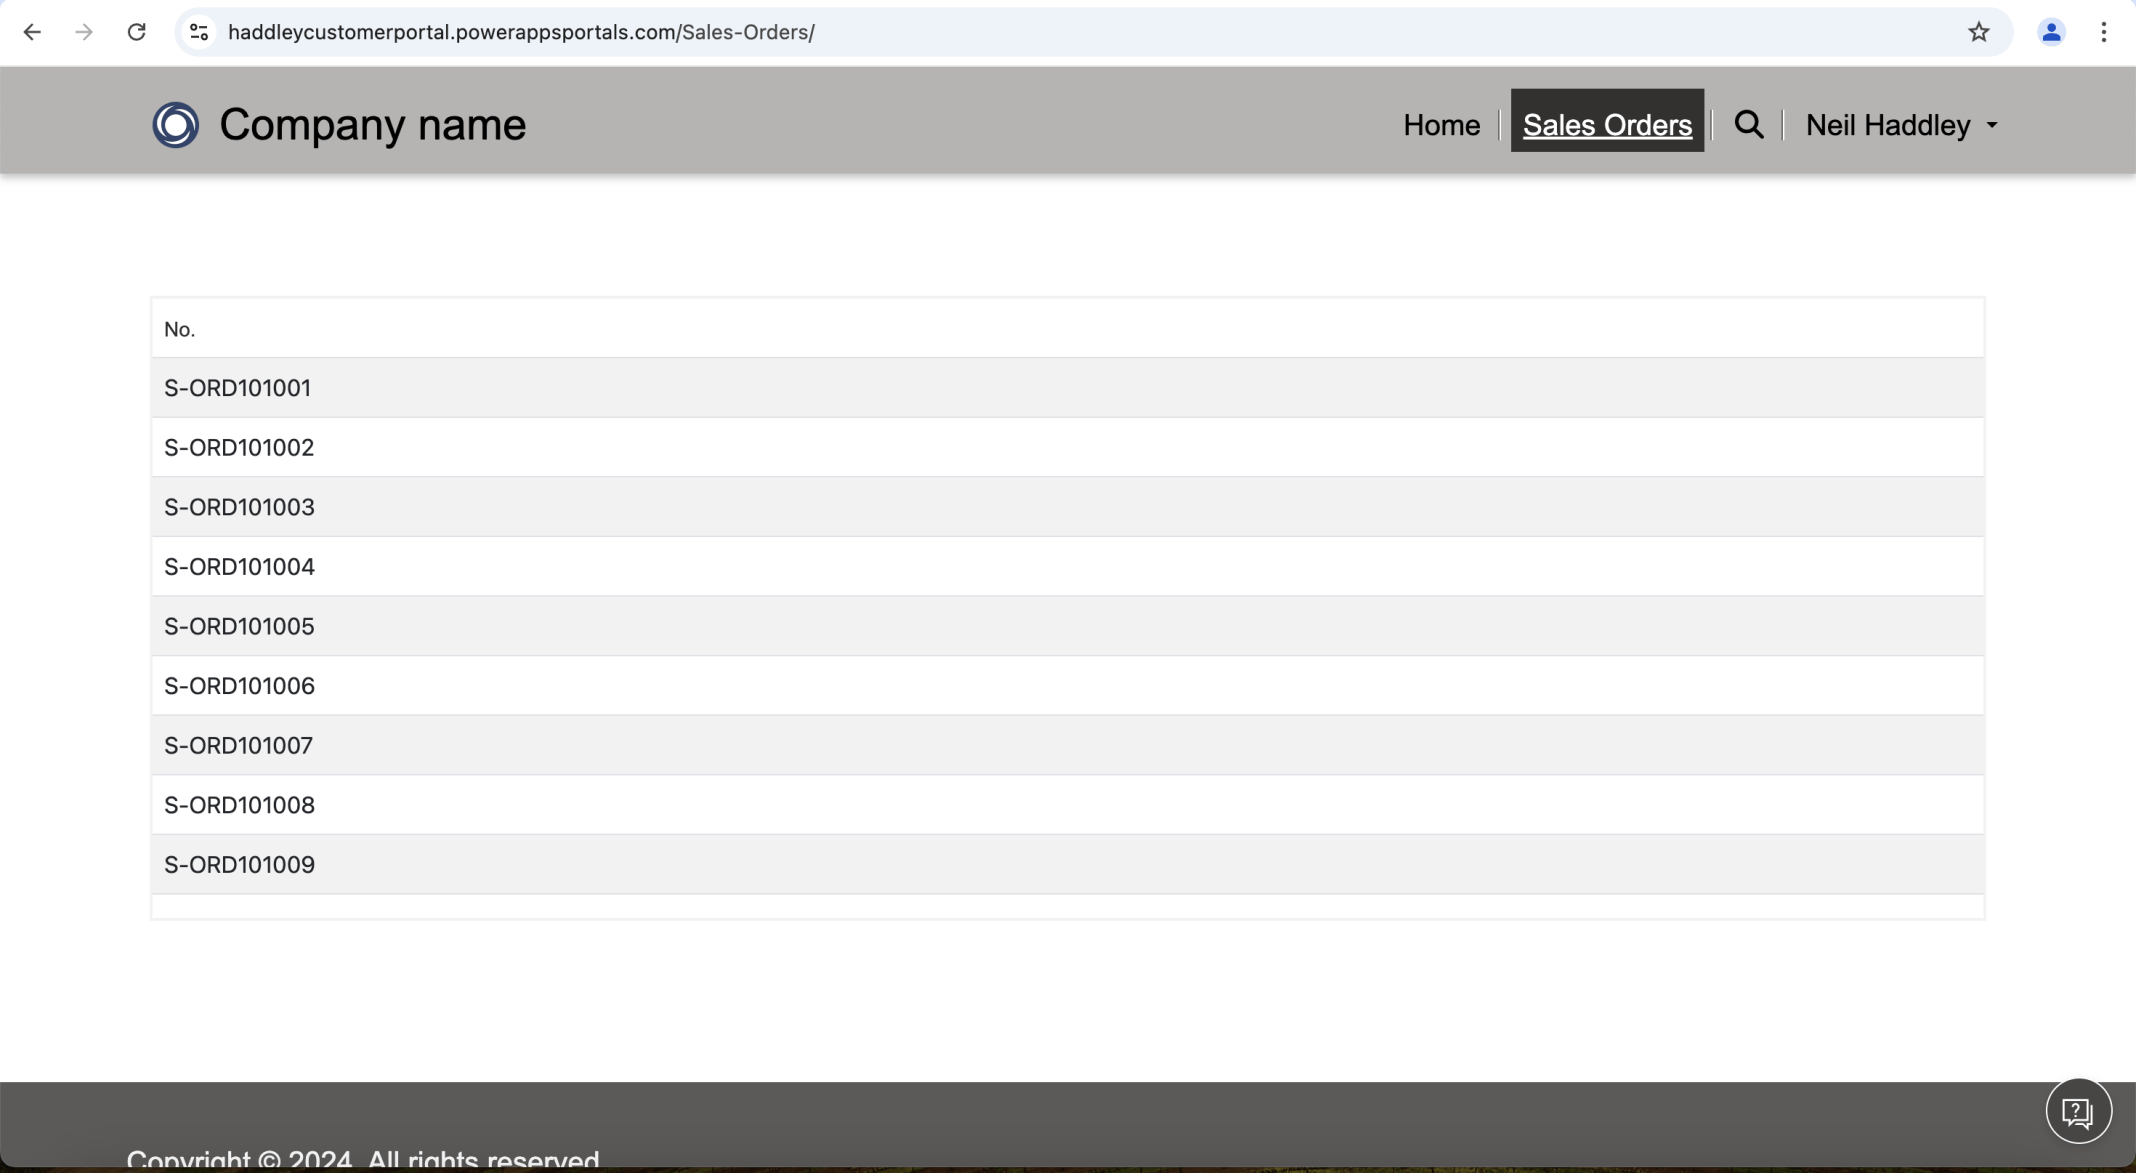 haddleycustomerportal.powerappsportals.com/Sales-Orders/
Company name
Home
Sales Orders
Neil Haddley
No.
S-ORD101001
S-ORD101002
S-ORD101003
S-ORD101004
S-ORD101005
S-ORD101006
S-ORD101007
S-ORD101008
S-ORD101009
Copyright © 2024. All rights reserved